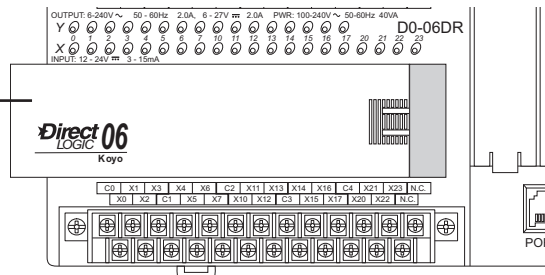 OUTPUT: 6-240V ∿ 50 - 60Hz 2.0A, 6 - 27V ⎓ 2.0A PWR: 100-240V ∿ 50-60Hz 40VA
Y D0-06DR
0 1 2 3 4 5 6 7 10 11 12 13 14 15 16 17 20 21 22 23
X
INPUT: 12 - 24V ⎓ 3 - 15mA
Direct 06
LOGIC
Koyo
C0 X1 X3 X4 X6 C2 X11 X13 X14 X16 C4 X21 X23 N.C.
X0 X2 C1 X5 X7 X10 X12 C3 X15 X17 X20 X22 N.C.